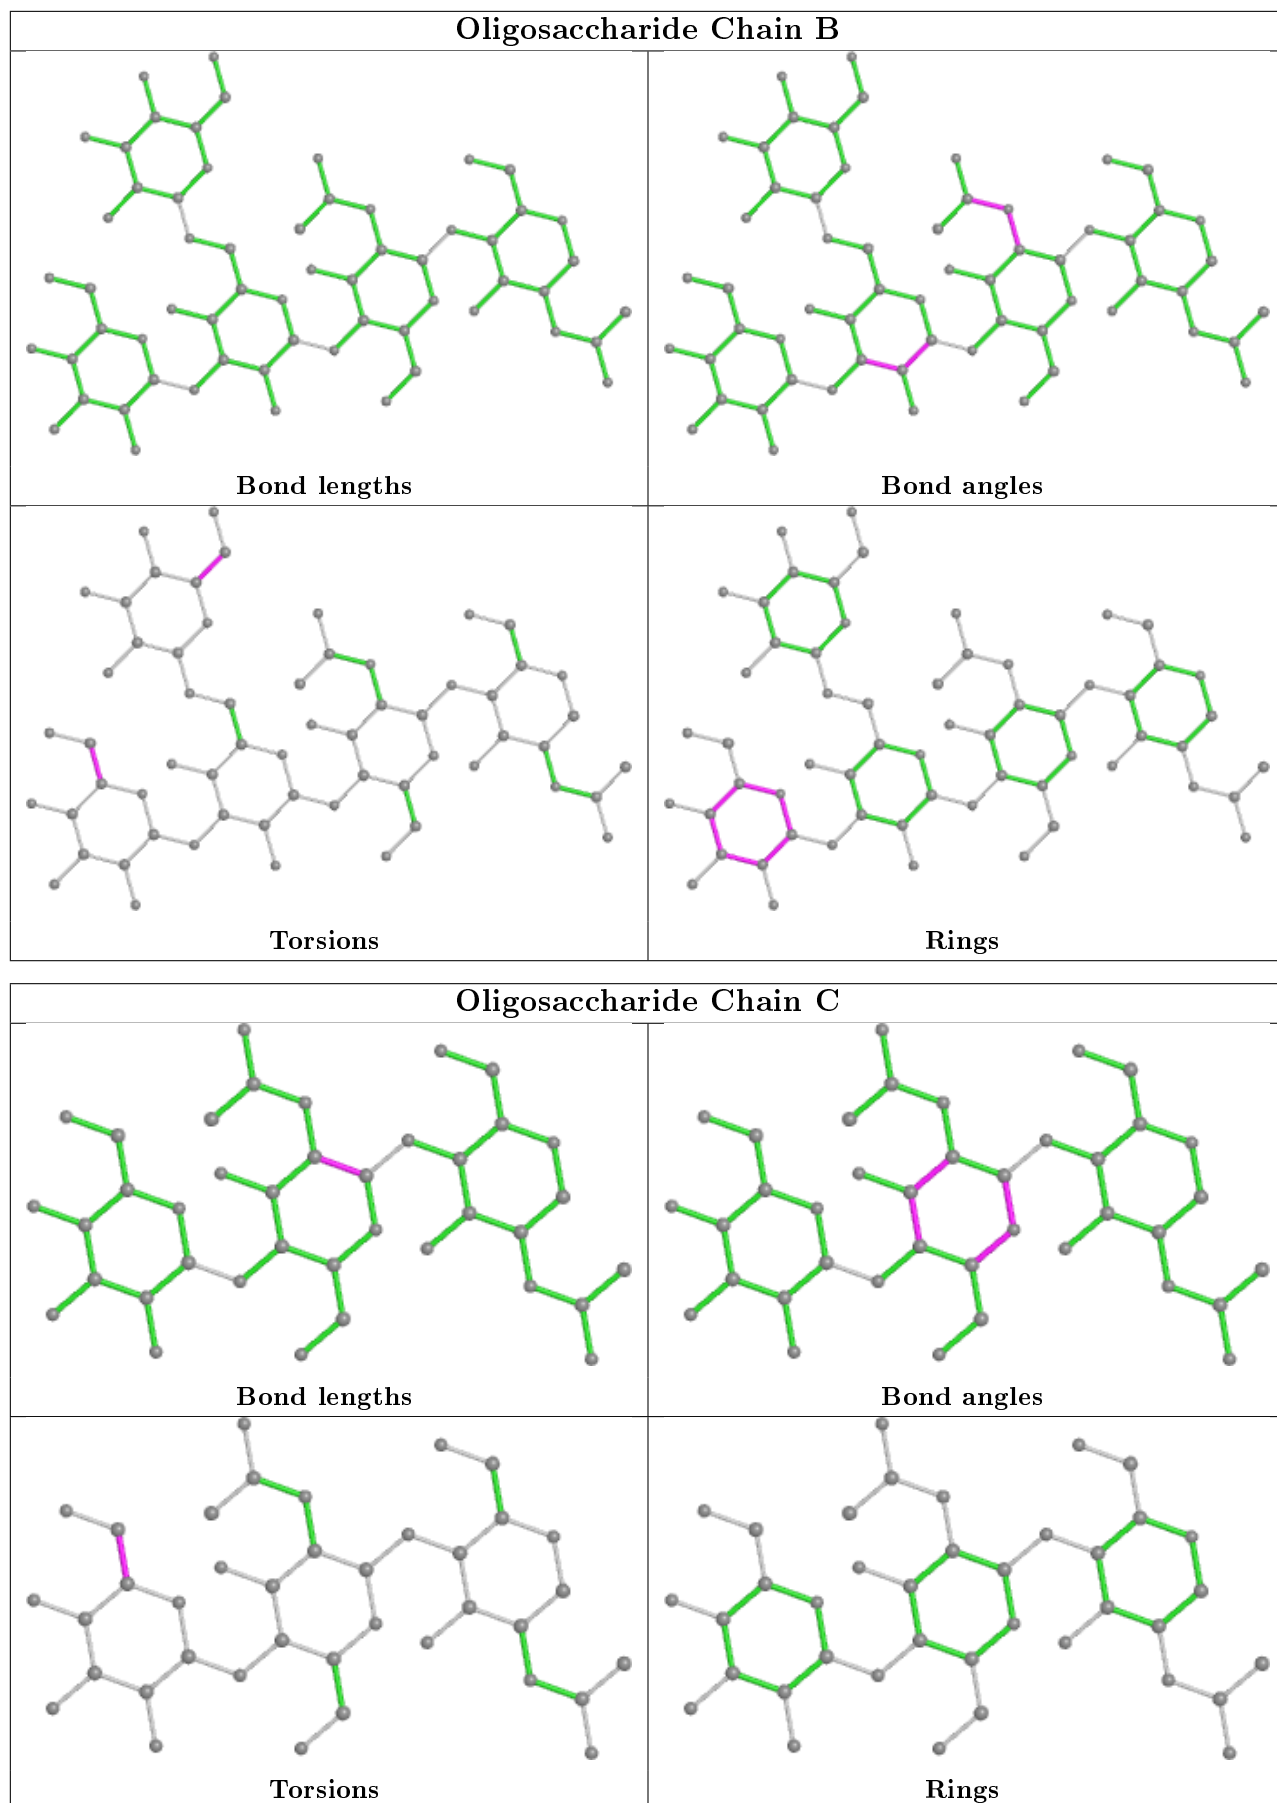 Oligosaccharide Chain B
Bond lengths
Bond angles
Torsions
Rings
Oligosaccharide Chain C
Bond lengths
Bond angles
Torsions
Rings